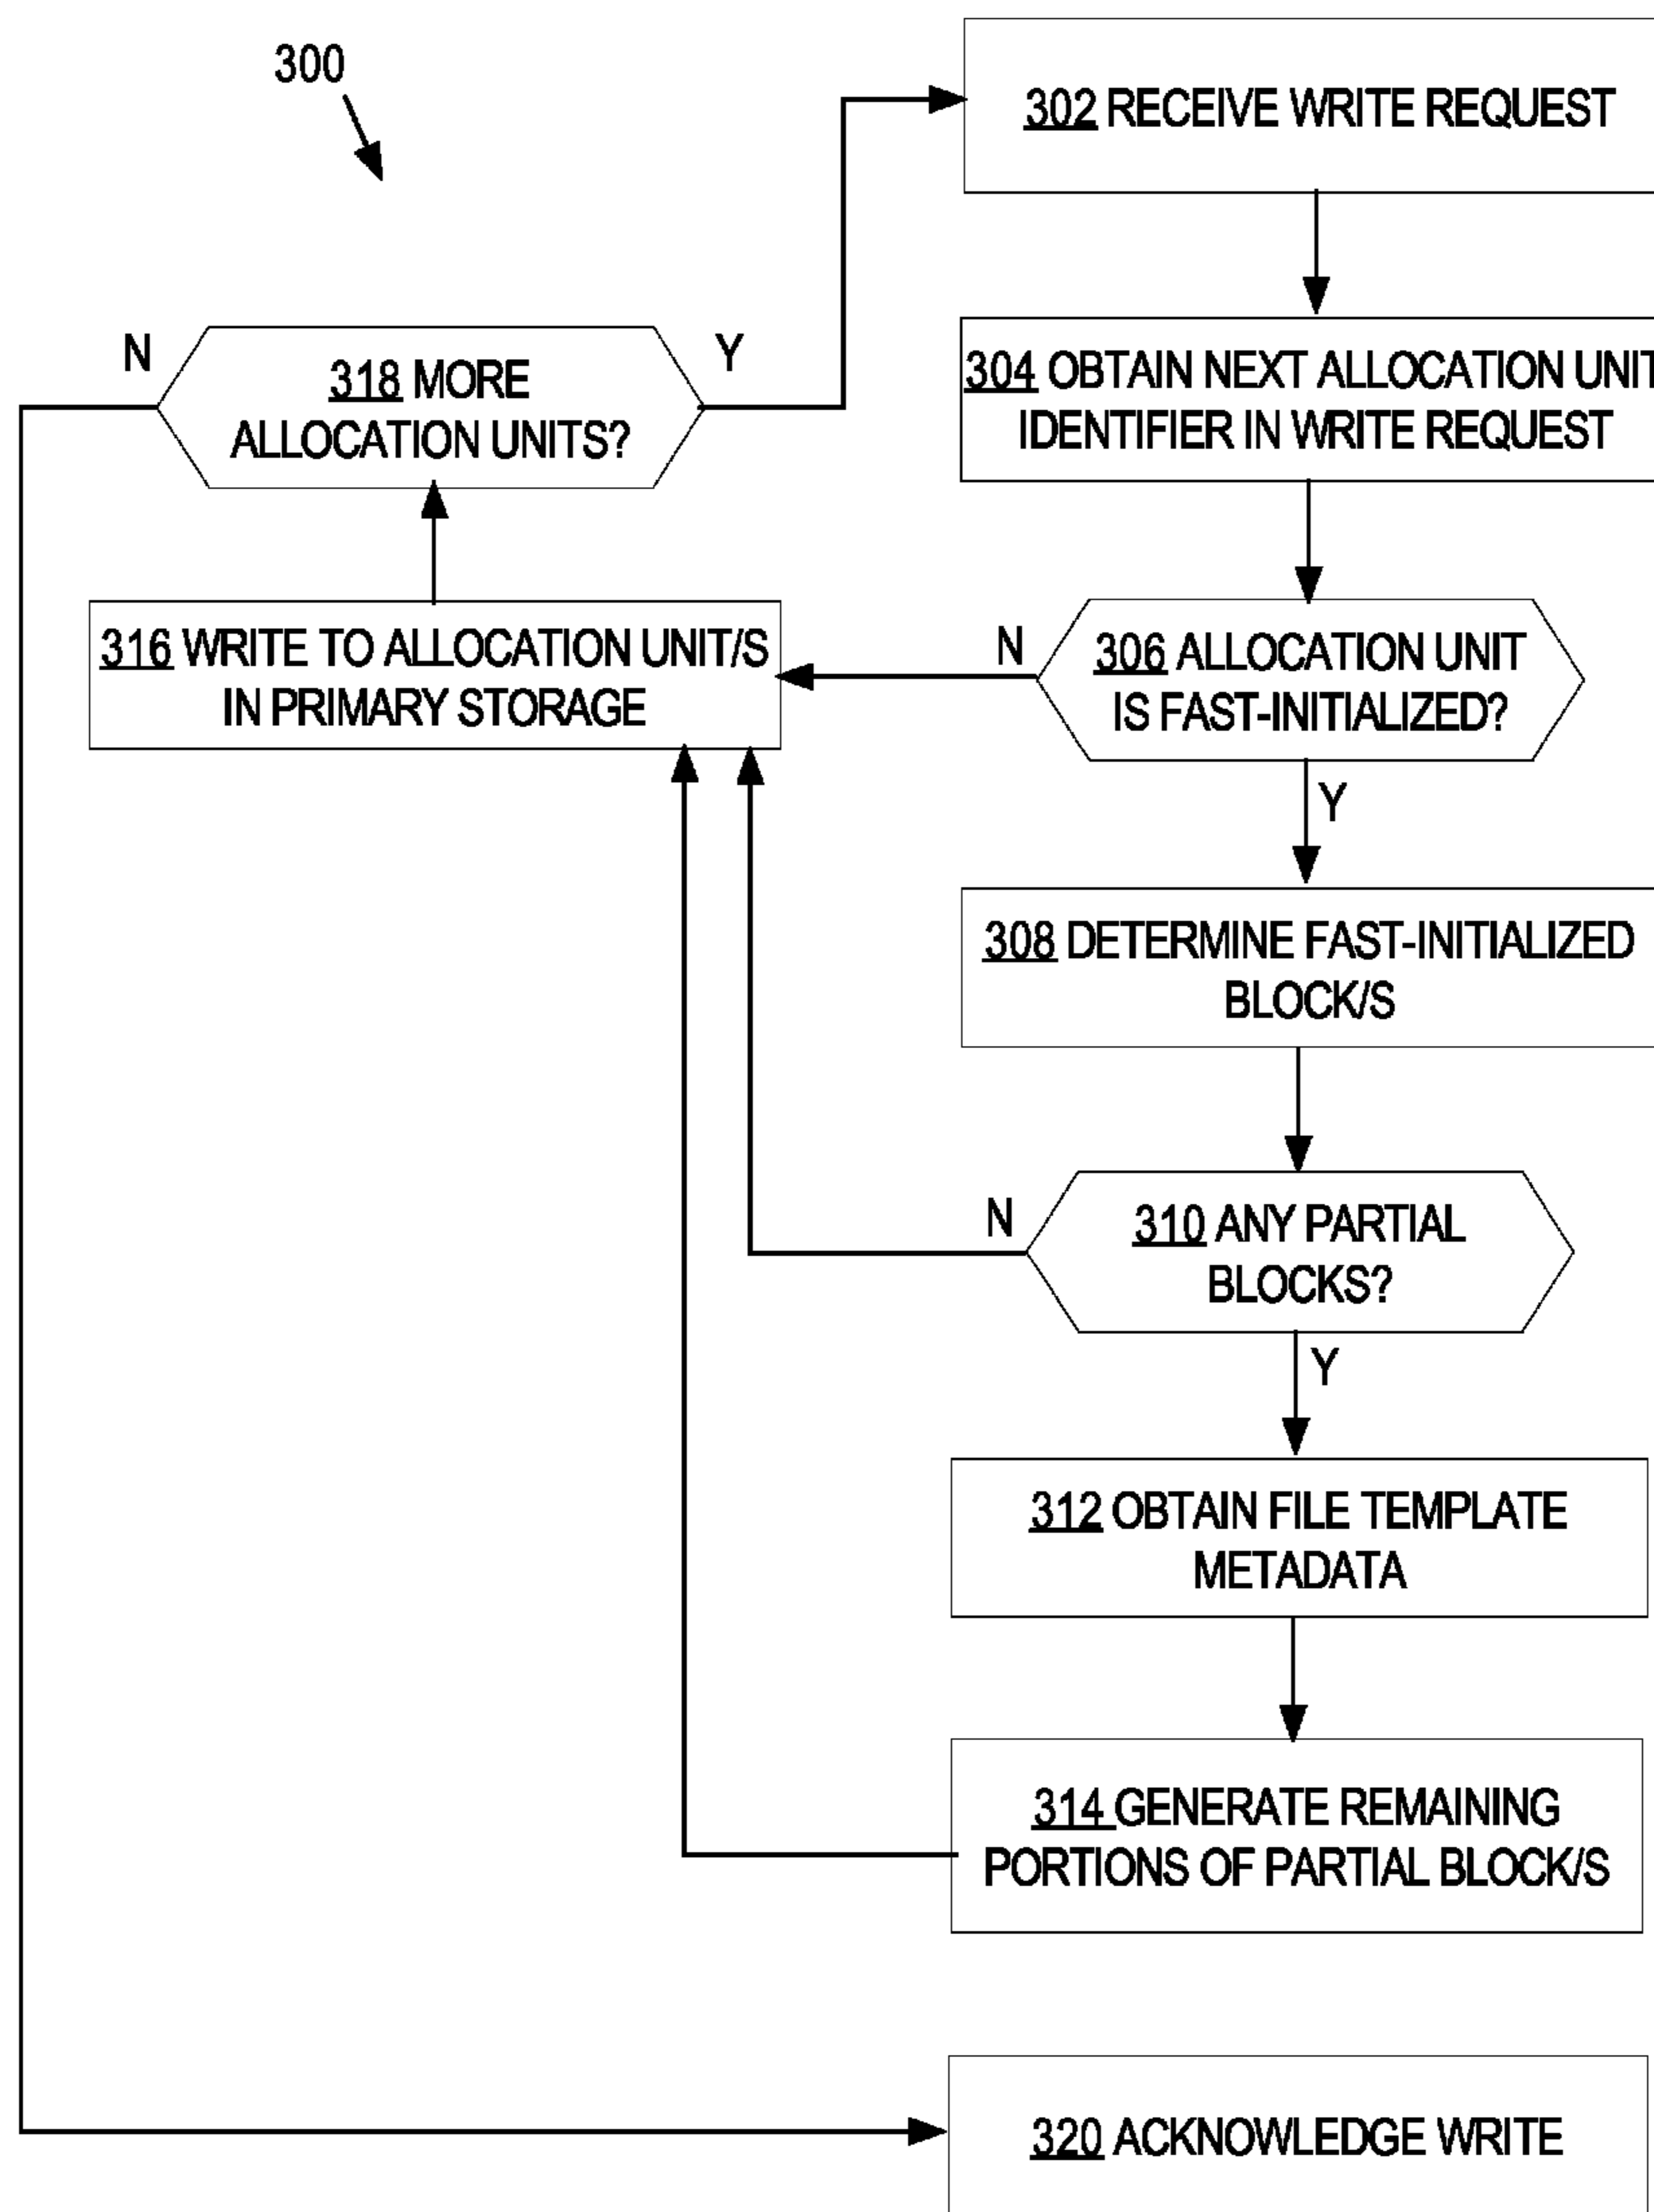 300
302 RECEIVE WRITE REQUEST
304 OBTAIN NEXT ALLOCATION UNIT
IDENTIFIER IN WRITE REQUEST
N
318 MORE
ALLOCATION UNITS?
Y
316 WRITE TO ALLOCATION UNIT/S
IN PRIMARY STORAGE
N
306 ALLOCATION UNIT
IS FAST-INITIALIZED?
Y
308 DETERMINE FAST-INITIALIZED
BLOCK/S
N
310 ANY PARTIAL
BLOCKS?
Y
312 OBTAIN FILE TEMPLATE
METADATA
314 GENERATE REMAINING
PORTIONS OF PARTIAL BLOCK/S
320 ACKNOWLEDGE WRITE